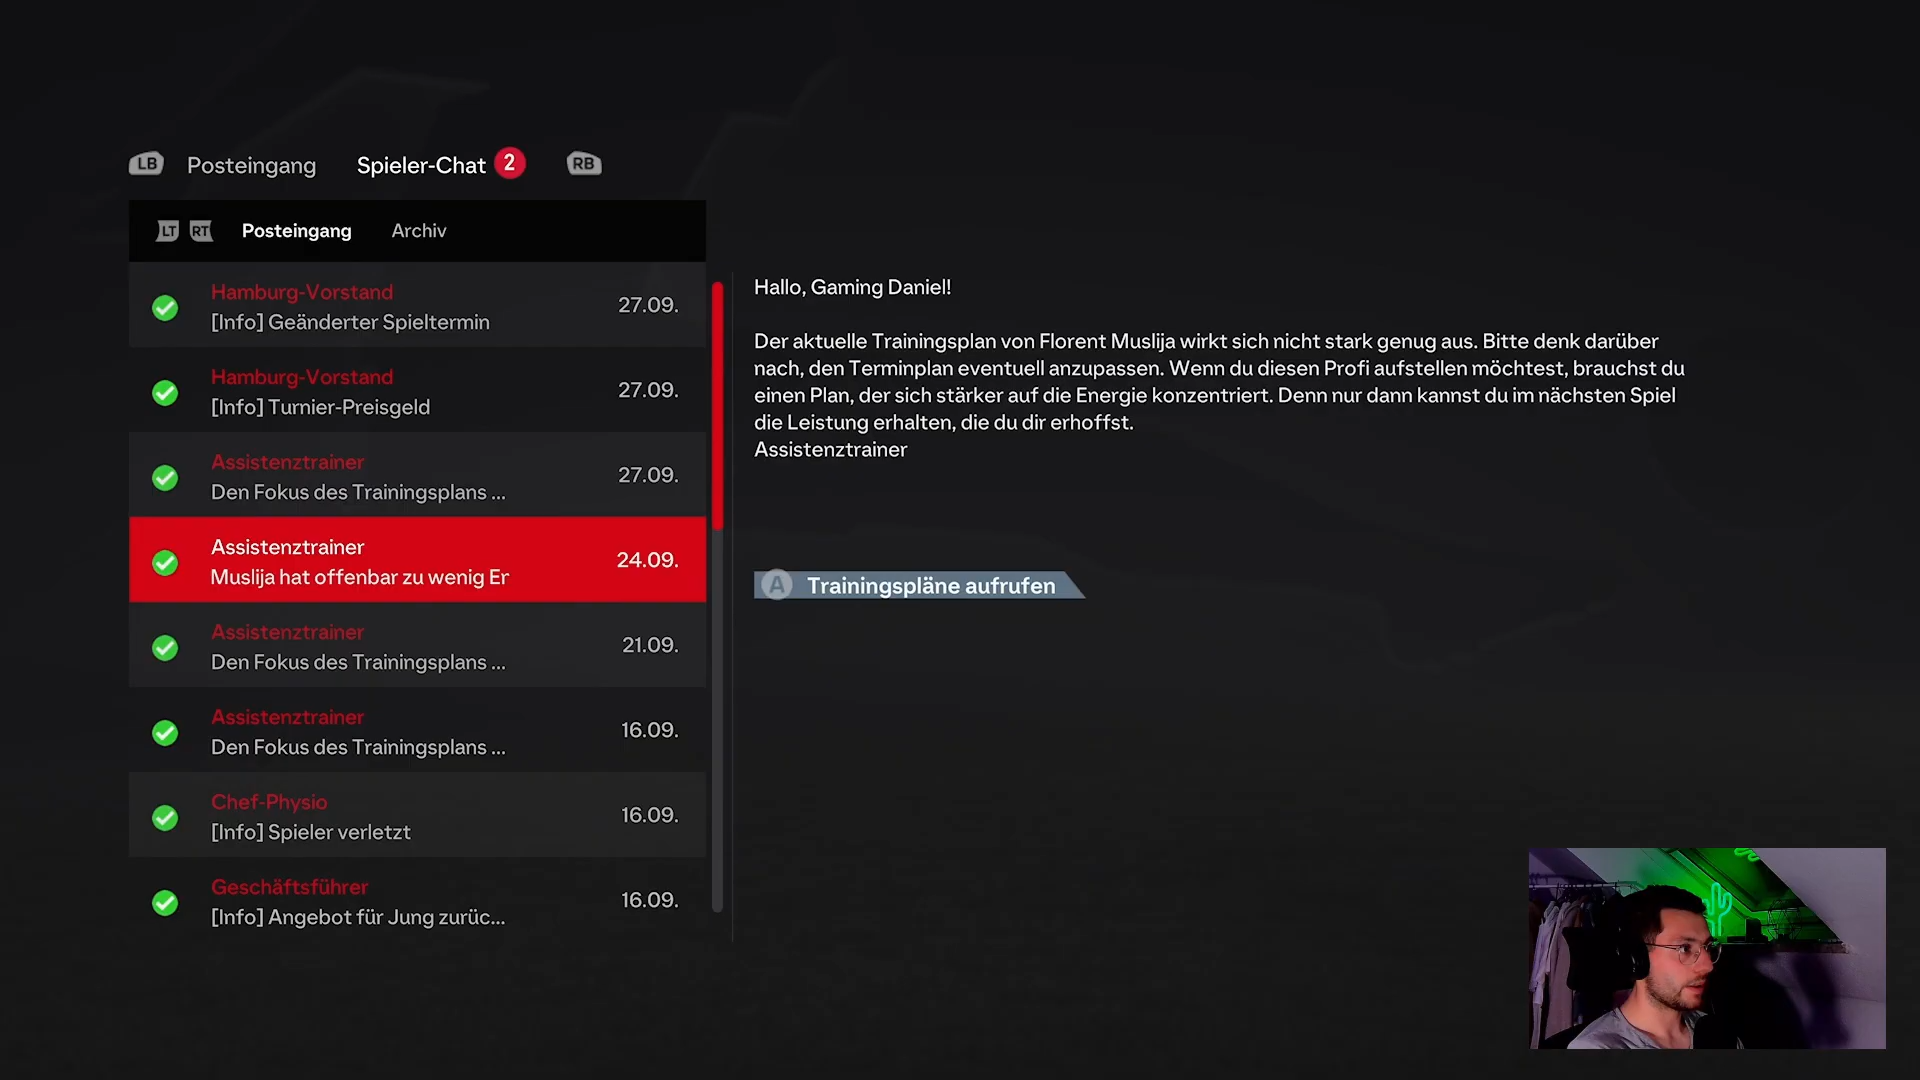 LB Posteingang Spieler-Chat 2 RB
LT RT Posteingang Archiv
Hamburg-Vorstand
[Info] Geänderter Spieltermin
27.09.
Hamburg-Vorstand
[Info] Turnier-Preisgeld
27.09.
Assistenztrainer
Den Fokus des Trainingsplans ...
27.09.
Assistenztrainer
Muslija hat offenbar zu wenig Er
24.09.
Assistenztrainer
Den Fokus des Trainingsplans ...
21.09.
Assistenztrainer
Den Fokus des Trainingsplans ...
16.09.
Chef-Physio
[Info] Spieler verletzt
16.09.
Geschäftsführer
[Info] Angebot für Jung zurüc...
16.09.
Hallo, Gaming Daniel!
Der aktuelle Trainingsplan von Florent Muslija wirkt sich nicht stark genug aus. Bitte denk darüber
nach, den Terminplan eventuell anzupassen. Wenn du diesen Profi aufstellen möchtest, brauchst du
einen Plan, der sich stärker auf die Energie konzentriert. Denn nur dann kannst du im nächsten Spiel
die Leistung erhalten, die du dir erhoffst.
Assistenztrainer
A Trainingspläne aufrufen